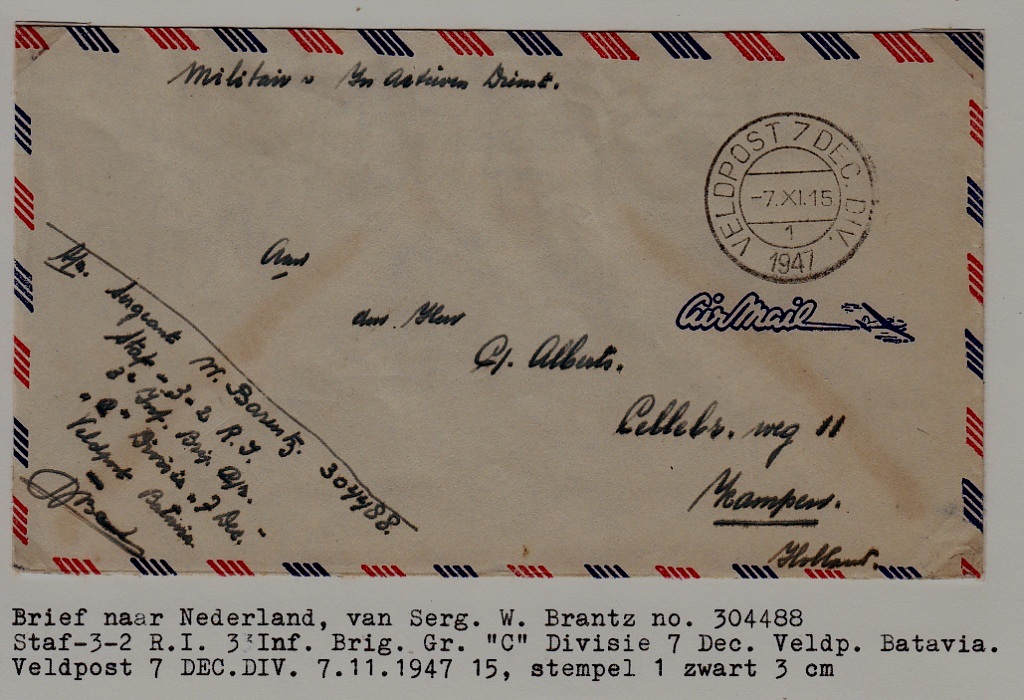 Militair - In Actieven Dienst.
VELDPOST 7 DEC. DIV.
-7.XI.15
1
1947
Air Mail
Aan
den Heer
C/. Alberts.
Cellebr. weg 11
Kampen.
Holland.
Afz.
Sergeant W. Barentz. 304488.
Staf - 3 - 2 R.I.
3e Inf. Brig. Gr.
"C" Divisie "7 Dec."
Veldpost Batavia
Brief naar Nederland, van Serg. W. Brantz no. 304488
Staf-3-2 R.I. 3 Inf. Brig. Gr. "C" Divisie 7 Dec. Veldp. Batavia.
Veldpost 7 DEC.DIV. 7.11.1947 15, stempel 1 zwart 3 cm